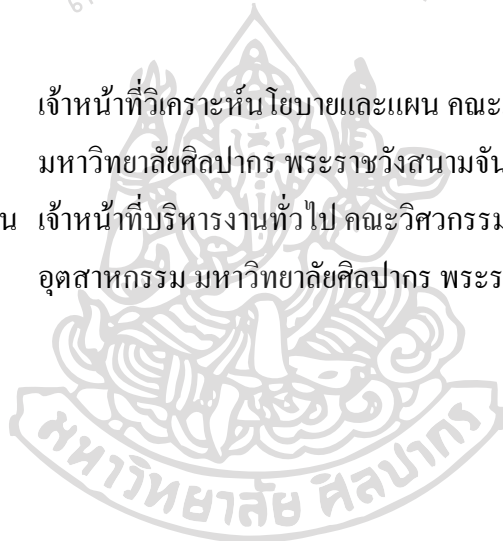 เจ้าหน้าที่วิเคราะห์นโยบายและแผน คณะ
มหาวิทยาลัยศิลปากร พระราชวังสนามจัน
น เจ้าหน้าที่บริหารงานทั่วไป คณะวิศวกรรม
อุตสาหกรรม มหาวิทยาลัยศิลปากร พระร
มหาวิทยาลัย ศิลปากร